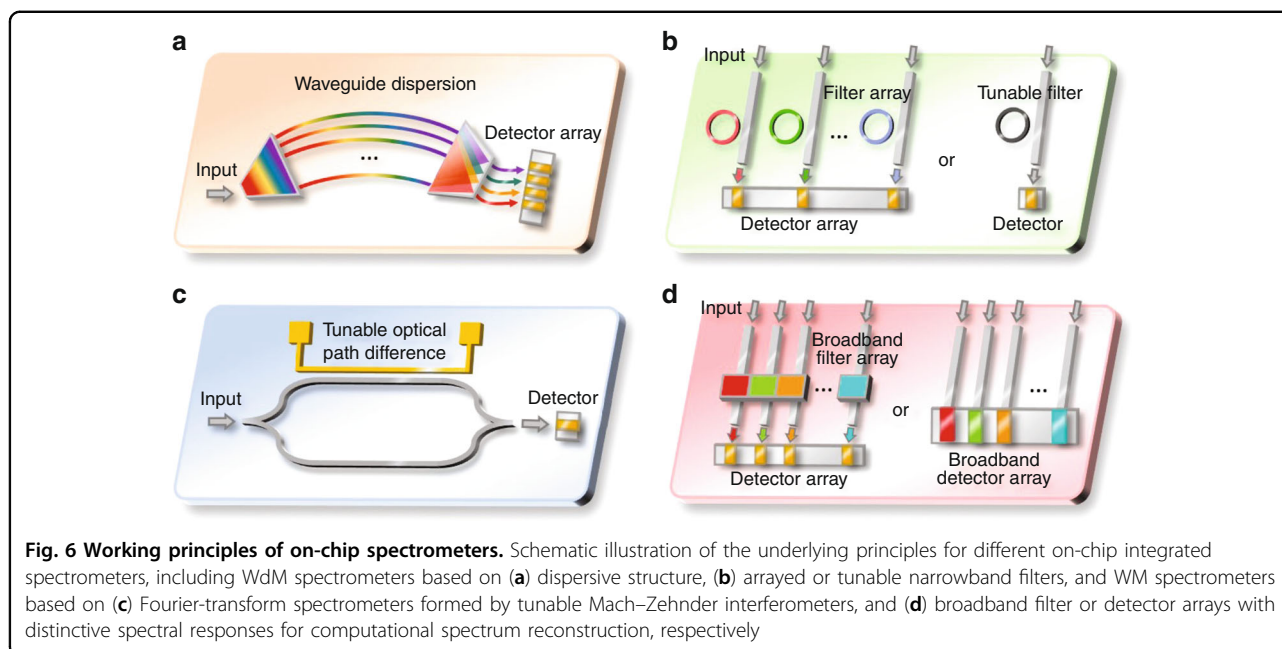 a
Waveguide dispersion
Detector array
Input
...
b
Input
Filter array
Tunable filter
...
or
Detector array
Detector
c
Tunable optical
path difference
Input
Detector
d
Input
Broadband
filter array
...
...
or
Detector array
Broadband
detector array
Fig. 6 Working principles of on-chip spectrometers. Schematic illustration of the underlying principles for different on-chip integrated
spectrometers, including WdM spectrometers based on (a) dispersive structure, (b) arrayed or tunable narrowband filters, and WM spectrometers
based on (c) Fourier-transform spectrometers formed by tunable Mach–Zehnder interferometers, and (d) broadband filter or detector arrays with
distinctive spectral responses for computational spectrum reconstruction, respectively